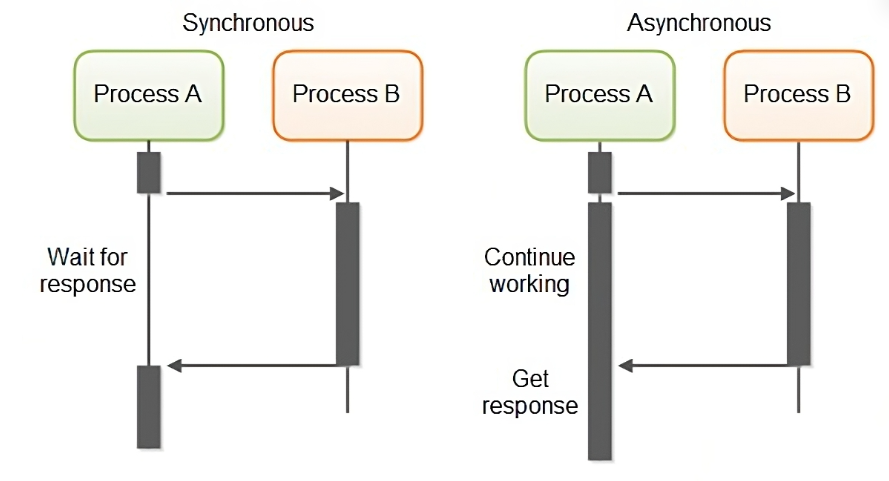 Synchronous
Asynchronous
Process A
Process B
Process A
Process B
Wait for
response
Continue
working
Get
response